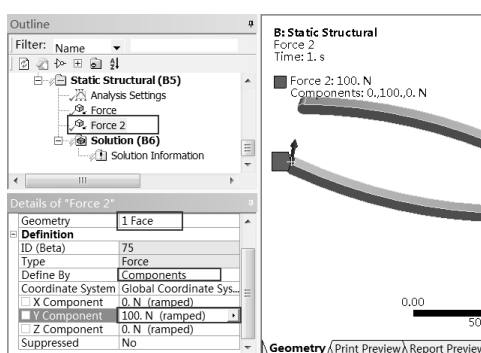 Outline
Filter: Name
Static Structural (B5)
Analysis Settings
Force
Force 2
Solution (B6)
Solution Information
Details of "Force 2"
Geometry 1 Face
Definition
ID (Beta) 75
Type Force
Define By Components
Coordinate System Global Coordinate Sys...
X Component 0. N (ramped)
Y Component 100. N (ramped)
Z Component 0. N (ramped)
Suppressed No
B: Static Structural
Force 2
Time: 1. s
Force 2: 100. N
Components: 0.,100.,0. N
0.00
50
Geometry Print Preview Report Preview